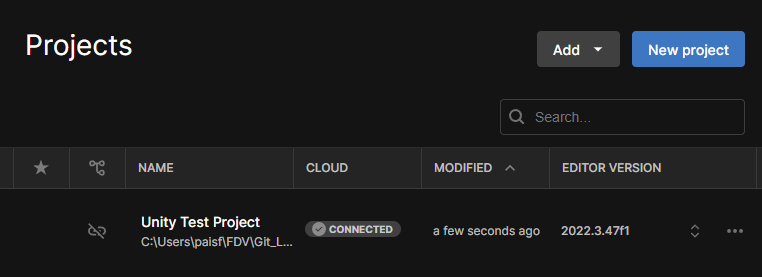 Projects
Add
New project
Search...
NAME
CLOUD
MODIFIED
EDITOR VERSION
Unity Test Project
CONNECTED
a few seconds ago
2022.3.47f1
C:\Users\paisf\FDV\Git_L...